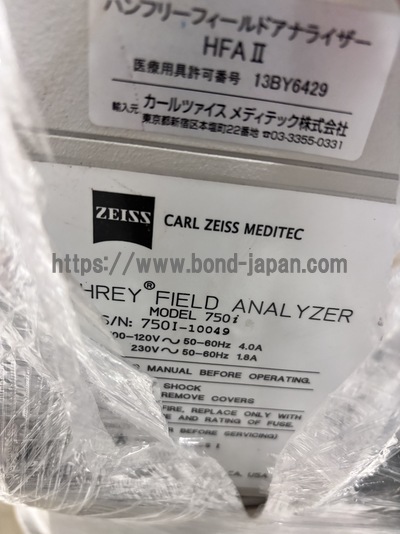 ハンフリーフィールドアナライザー
HFA II
医療用具許可番号 13BY6429
輸入元 カールツァイス メディテック株式会社
東京都新宿区本塩町22番地 ☎03-3355-0331
ZEISS
CARL ZEISS MEDITEC
https://www.bond-japan.com/
HREY® FIELD ANALYZER
MODEL 750i
S/N: 750I-10049
00-120V～ 50-60Hz 4.0A
230V～ 50-60Hz 1.8A
MANUAL BEFORE OPERATING.
SHOCK
REMOVE COVERS
FIRE, REPLACE ONLY WITH
AND RATING OF FUSE.
BEFORE SERVICING)
CA. USA